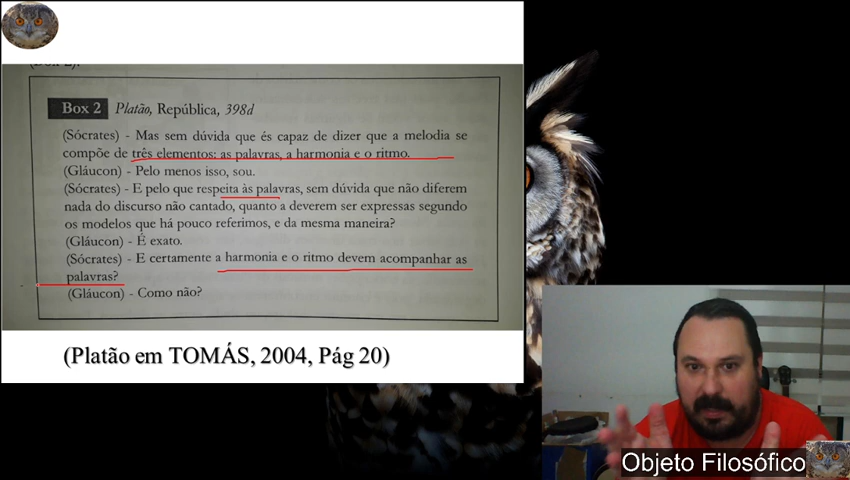 Box 2 Platão, República, 398d
(Sócrates) - Mas sem dúvida que és capaz de dizer que a melodia se
compõe de três elementos: as palavras, a harmonia e o ritmo.
(Gláucon) - Pelo menos isso, sou.
(Sócrates) - E pelo que respeita às palavras, sem dúvida que não diferem
nada do discurso não cantado, quanto a deverem ser expressas segundo
os modelos que há pouco referimos, e da mesma maneira?
(Gláucon) - É exato.
(Sócrates) - E certamente a harmonia e o ritmo devem acompanhar as
palavras?
(Gláucon) - Como não?
(Platão em TOMÁS, 2004, Pág 20)
Objeto Filosófico